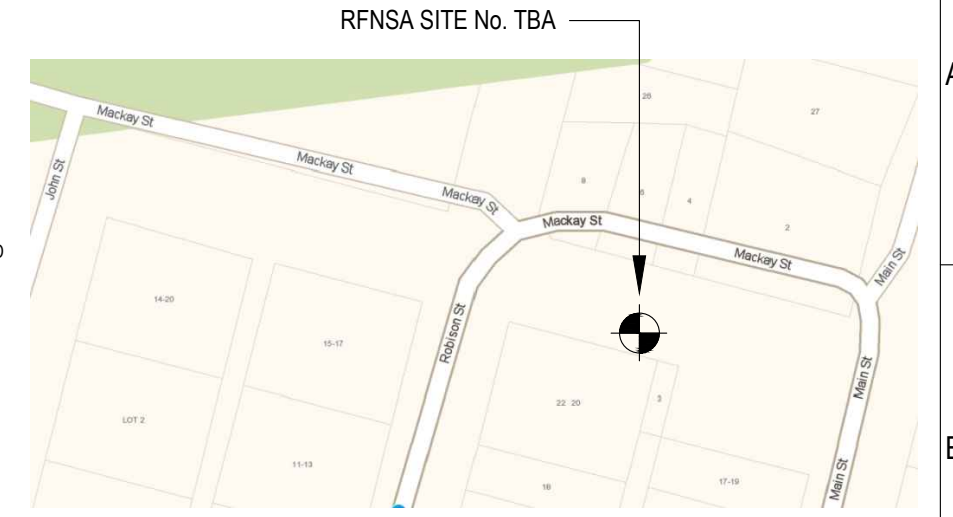 RFNSA SITE No. TBA
A
26
27
Mackay St
Mackay St
John St
8
6
4
Mackay St
Mackay St
2
Mackay St
Main St
14-20
15-17
Robison St
22 20
3
Main St
LOT 2
11-13
18
17-19
Main St